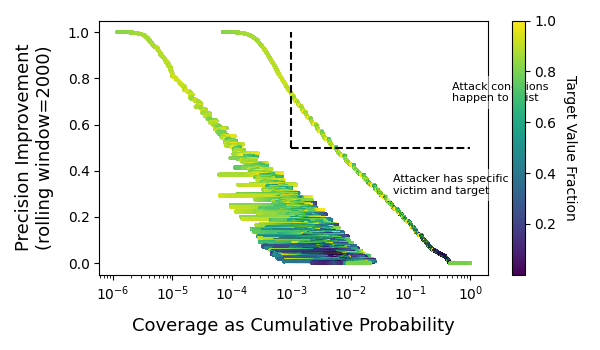 Precision Improvement
(rolling window=2000)
1.0
0.8
0.6
0.4
0.2
0.0
Attack
happen to
Attacker has specific
victim and target
10⁻⁶
10⁻⁵
10⁻⁴
10⁻³
10⁻²
10⁻¹
10⁰
Coverage as Cumulative Probability
1.0
0.8
0.6
0.4
0.2
Target Value Fraction